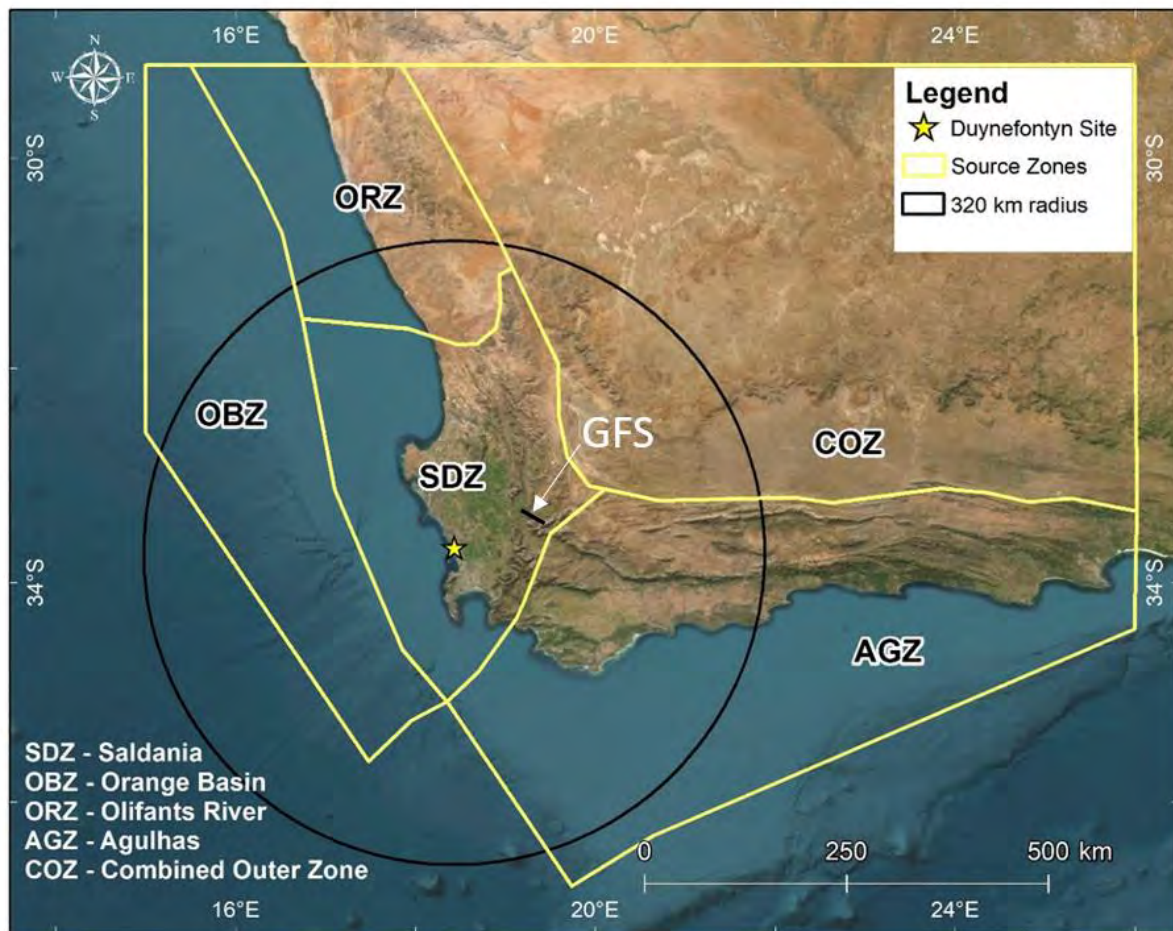 16°E 20°E 24°E
N
W E
S
Legend
Duynefontyn Site
Source Zones
320 km radius
30°S 30°S
ORZ
OBZ
GFS
COZ
SDZ
34°S 34°S
AGZ
SDZ - Saldania
OBZ - Orange Basin
ORZ - Olifants River
AGZ - Agulhas
COZ - Combined Outer Zone
0 250 500 km
16°E 20°E 24°E